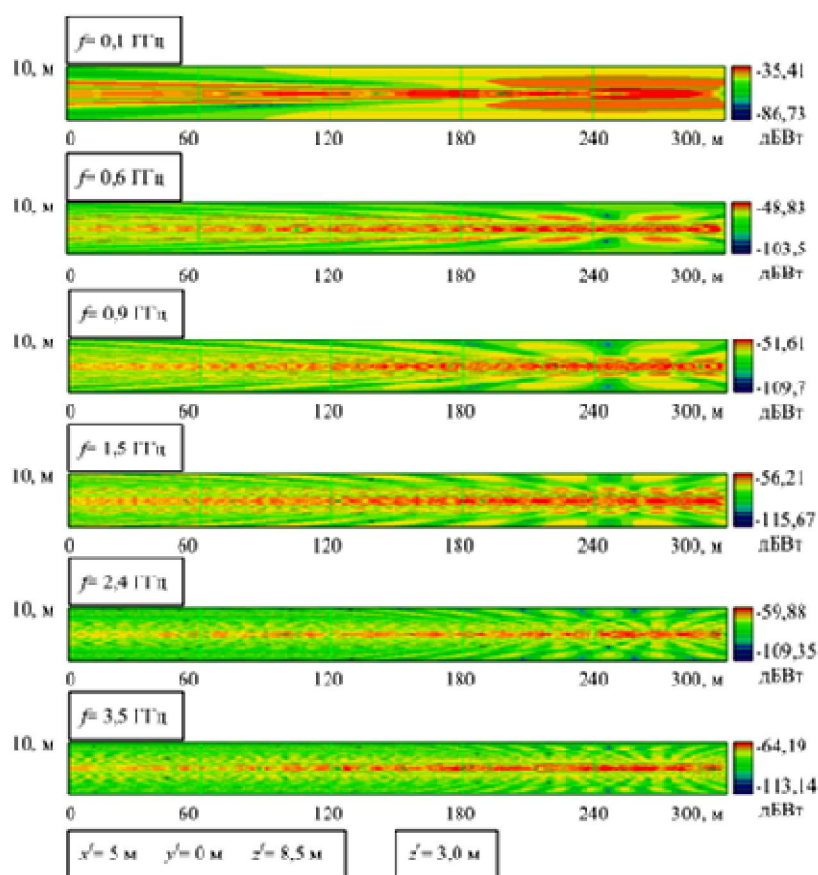 f= 0,1 ГГц
10, м
-35,41
-86,73
0 60 120 180 240 300, м дБВт
f= 0,6 ГГц
10, м
-48,83
-103,5
0 60 120 180 240 300, м дБВт
f= 0,9 ГГц
10, м
-51,61
-109,7
0 60 120 180 240 300, м дБВт
f= 1,5 ГГц
10, м
-56,21
-115,67
0 60 120 180 240 300, м дБВт
f= 2,4 ГГц
10, м
-59,88
-109,35
0 60 120 180 240 300, м дБВт
f= 3,5 ГГц
10, м
-64,19
-113,14
0 60 120 180 240 300, м дБВт
= 5 м = 0 м = 8,5 м = 3,0 м